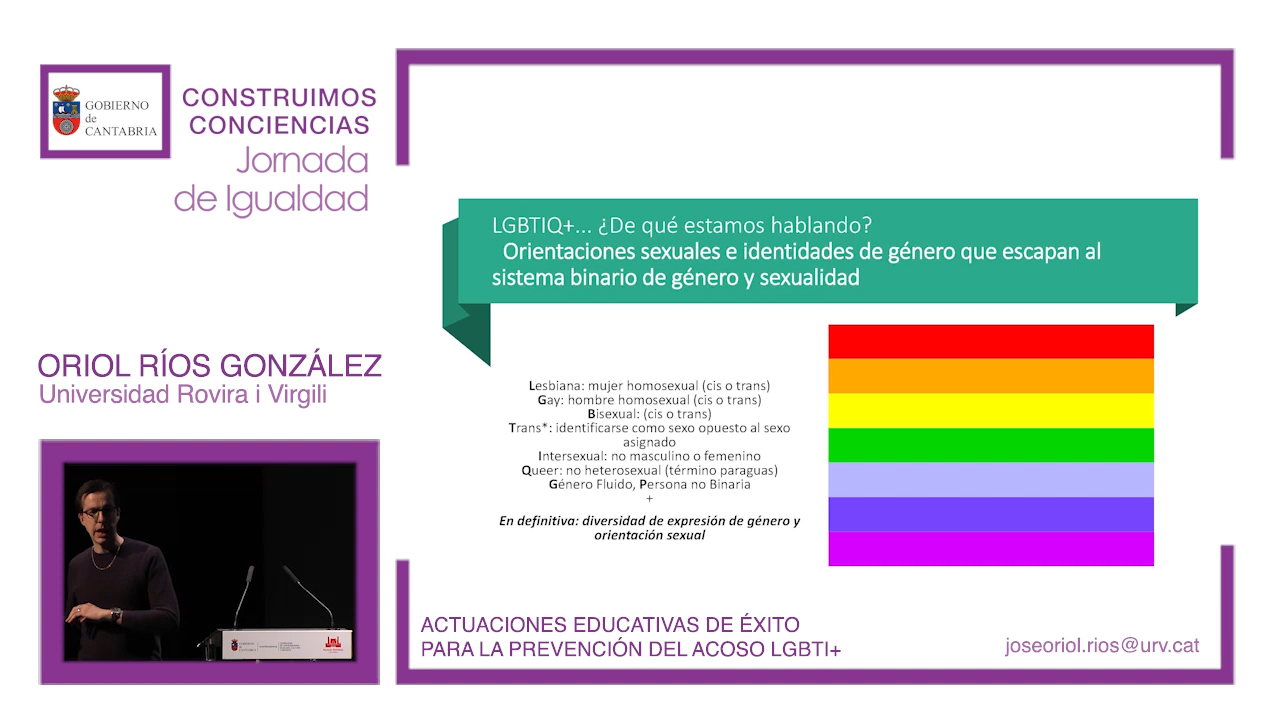 GOBIERNO
de
CANTABRIA
CONSTRUIMOS
CONCIENCIAS
Jornada
de Igualdad
LGBTIQ+... ¿De qué estamos hablando?
Orientaciones sexuales e identidades de género que escapan al
sistema binario de género y sexualidad
ORIOL RÍOS GONZÁLEZ
Universidad Rovira i Virgili
Lesbiana: mujer homosexual (cis o trans)
Gay: hombre homosexual (cis o trans)
Bisexual: (cis o trans)
Trans*: identificarse como sexo opuesto al sexo
asignado
Intersexual: no masculino o femenino
Queer: no heterosexual (término paraguas)
Género Fluido, Persona no Binaria
+
En definitiva: diversidad de expresión de género y
orientación sexual
ACTUACIONES EDUCATIVAS DE ÉXITO
PARA LA PREVENCIÓN DEL ACOSO LGBTI+
joseoriol.rios@urv.cat